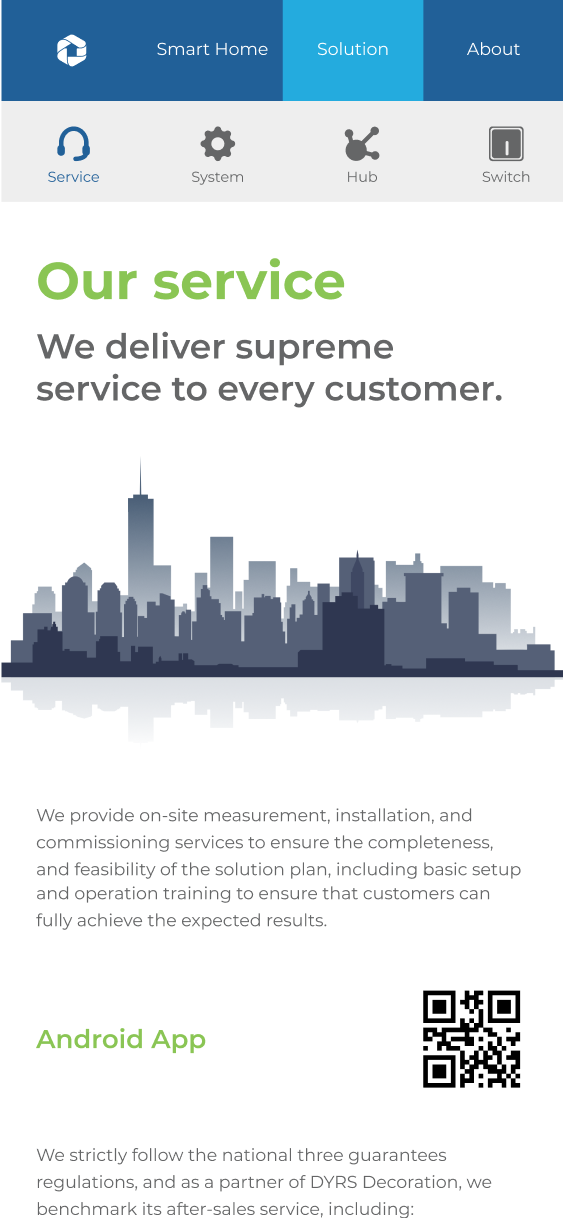 Smart Home
Solution
About
Service
System
Hub
Switch
Our service
We deliver supreme
service to every customer.
We provide on-site measurement, installation, and
commissioning services to ensure the completeness,
and feasibility of the solution plan, including basic setup
and operation training to ensure that customers can
fully achieve the expected results.
Android App
We strictly follow the national three guarantees
regulations, and as a partner of DYRS Decoration, we
benchmark its after-sales service, including: